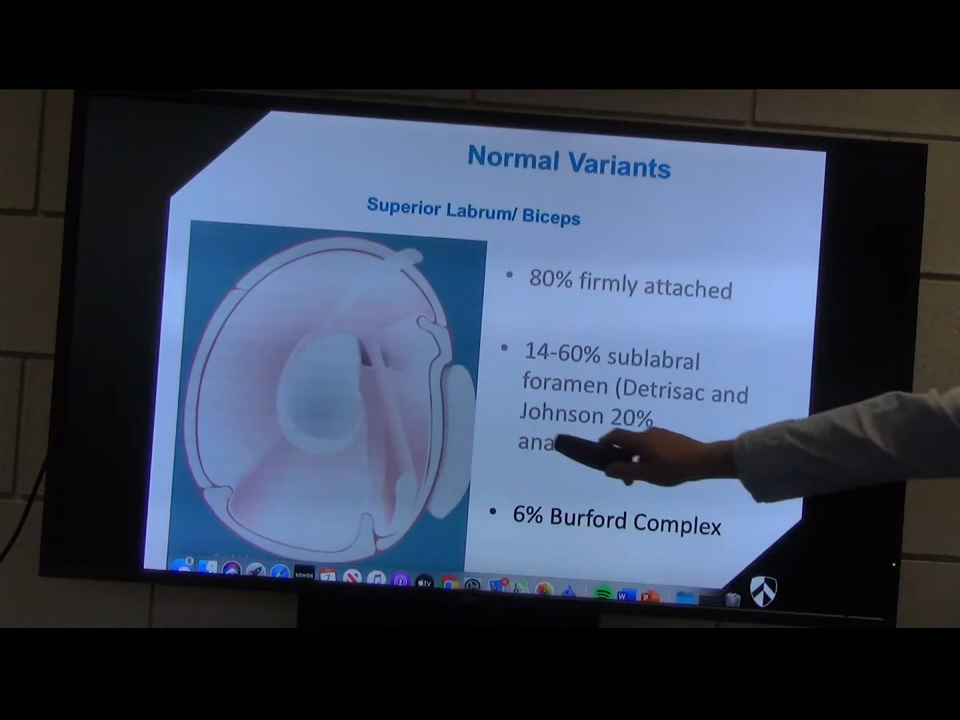 Normal Variants
Superior Labrum/ Biceps
• 80% firmly attached
• 14-60% sublabral
foramen (Detrisac and
Johnson 20%
• 6% Burford Complex